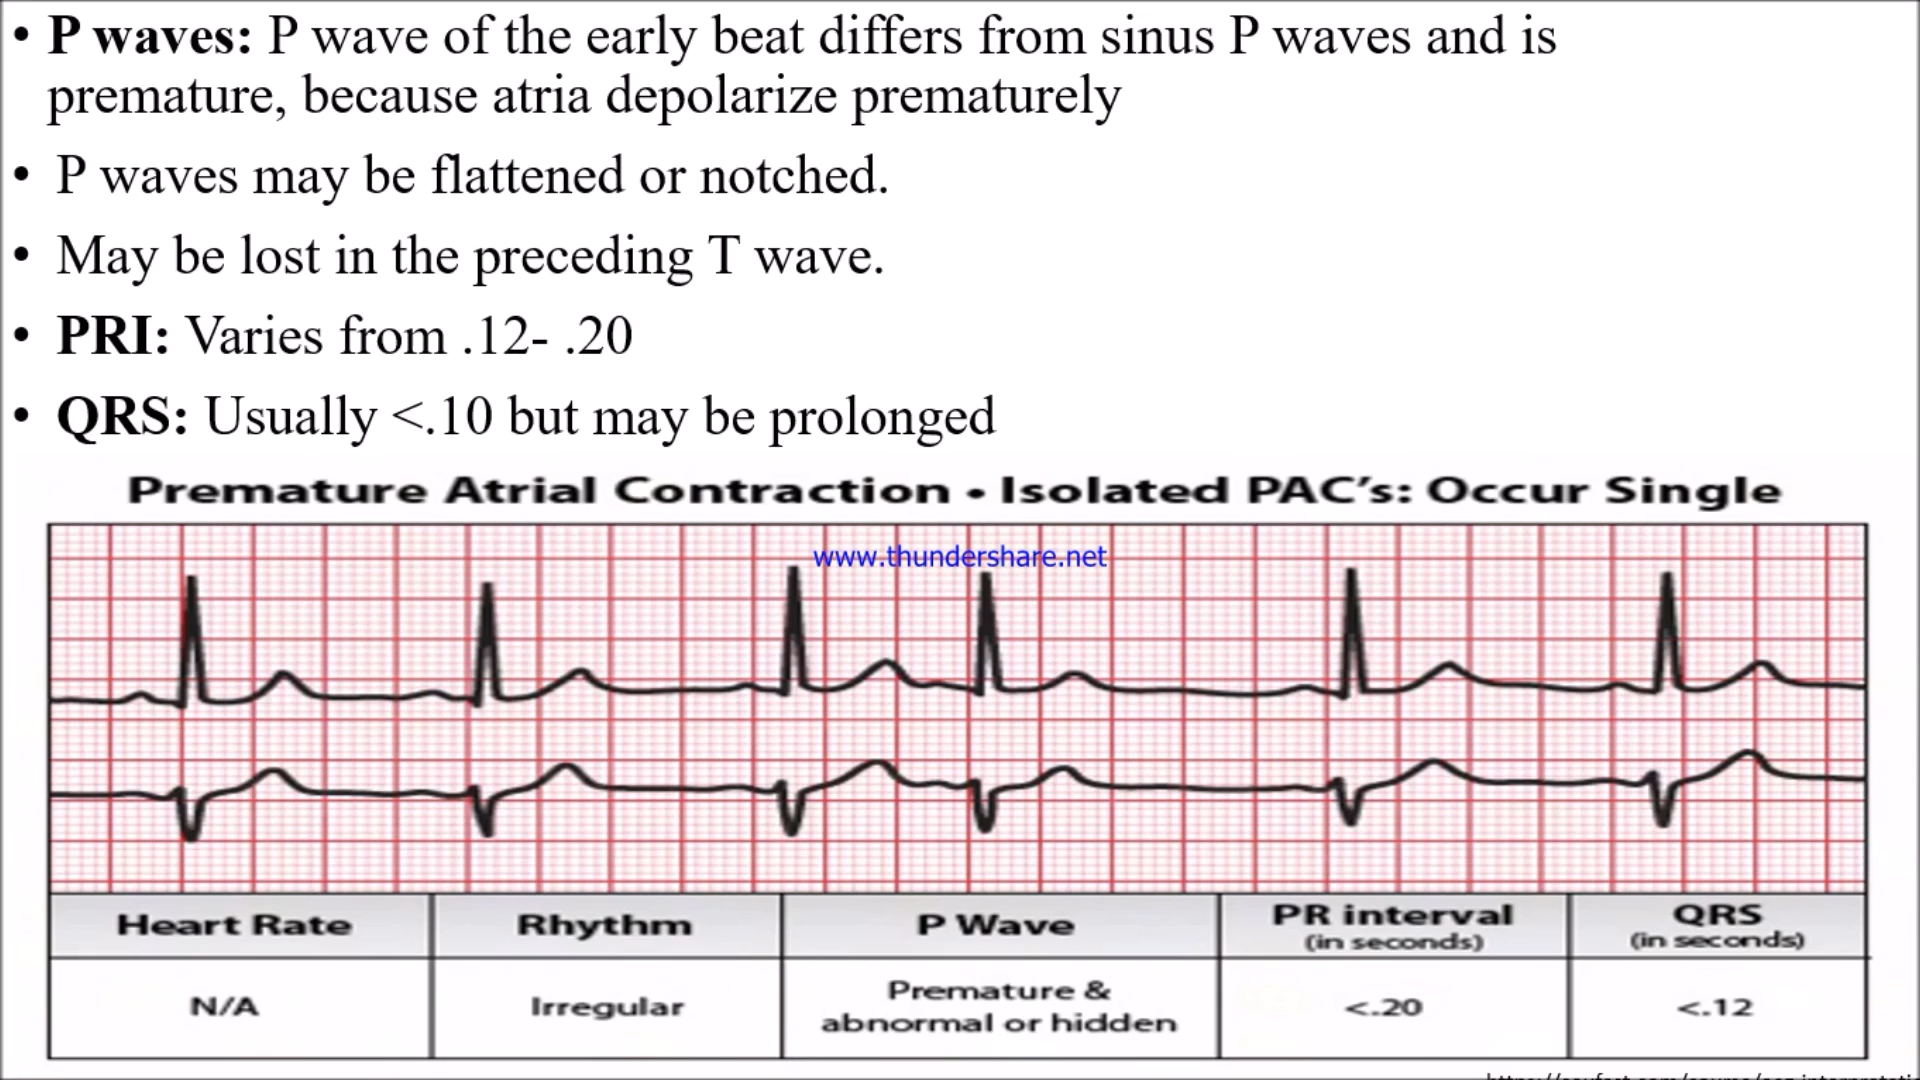 • P waves: P wave of the early beat differs from sinus P waves and is
premature, because atria depolarize prematurely
• P waves may be flattened or notched.
• May be lost in the preceding T wave.
• PRI: Varies from .12- .20
• QRS: Usually <.10 but may be prolonged
Premature Atrial Contraction • Isolated PAC's: Occur Single
www.thundershare.net
Heart Rate Rhythm P Wave PR interval (in seconds) QRS (in seconds)
N/A Irregular Premature & abnormal or hidden <.20 <.12